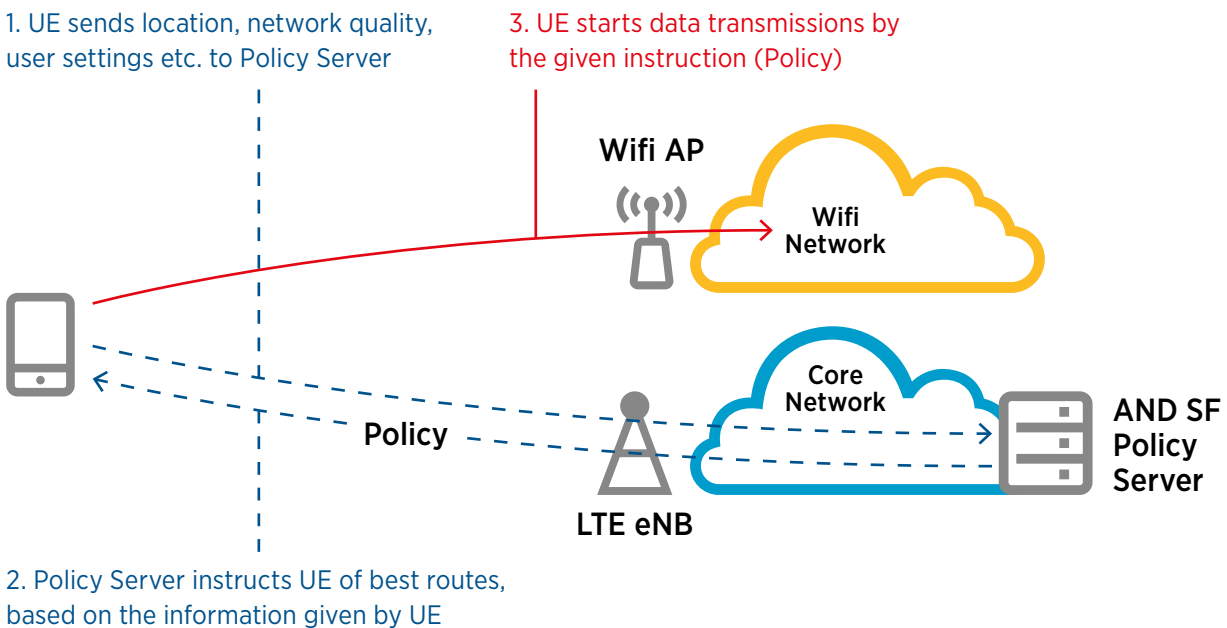 1. UE sends location, network quality,
user settings etc. to Policy Server
3. UE starts data transmissions by
the given instruction (Policy)
Wifi AP
Wifi
Network
Core
Network
Policy
LTE eNB
AND SF
Policy
Server
2. Policy Server instructs UE of best routes,
based on the information given by UE